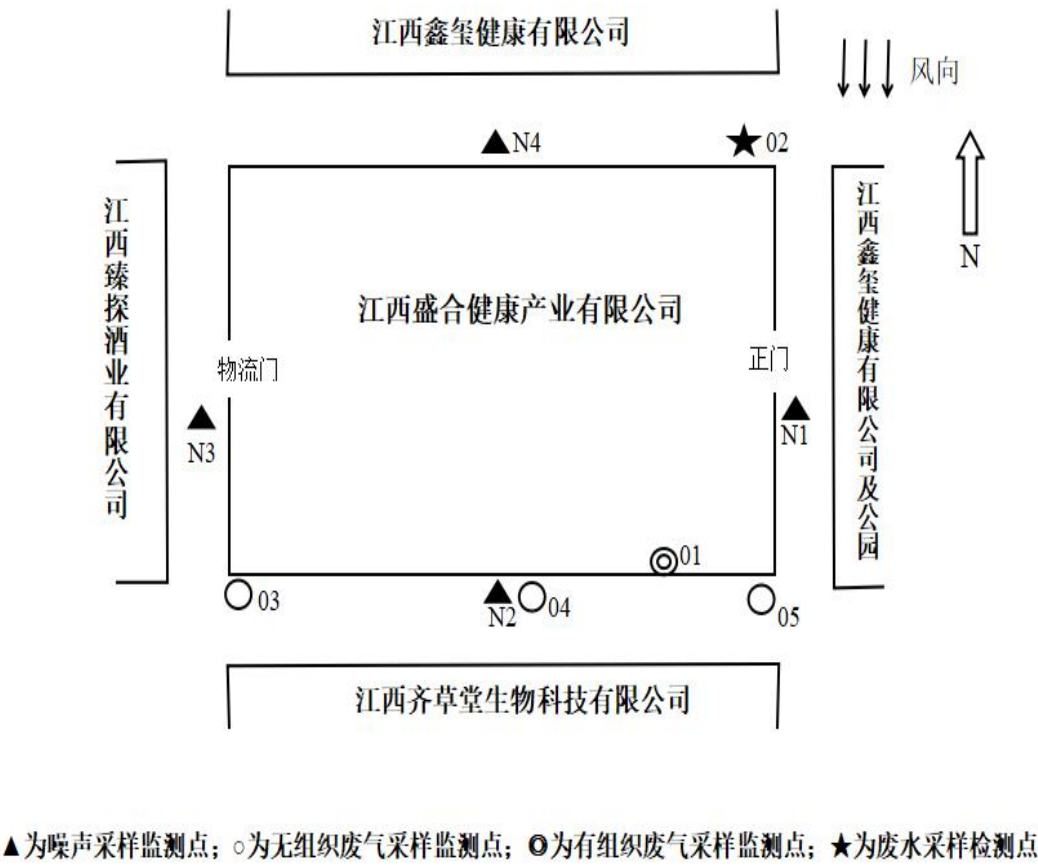 江西鑫玺健康有限公司
风向
▲N4
★02
N
江西臻探酒业有限公司
江西盛合健康产业有限公司
江西鑫玺健康有限公司及公园
物流门
正门
▲N3
▲N1
◎01
○03
▲N2
○04
○05
江西齐草堂生物科技有限公司
▲为噪声采样监测点；○为无组织废气采样监测点；◎为有组织废气采样监测点；★为废水采样检测点